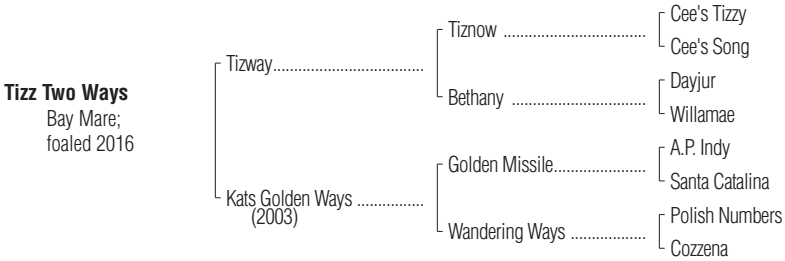 Tizz Two Ways
Bay Mare;
foaled 2016
Tizway..................................
Kats Golden Ways ...............
(2003)
Tiznow ................................
Bethany ..............................
Golden Missile.....................
Wandering Ways .................
Cee's Tizzy
Cee's Song
Dayjur
Willamae
A.P. Indy
Santa Catalina
Polish Numbers
Cozzena